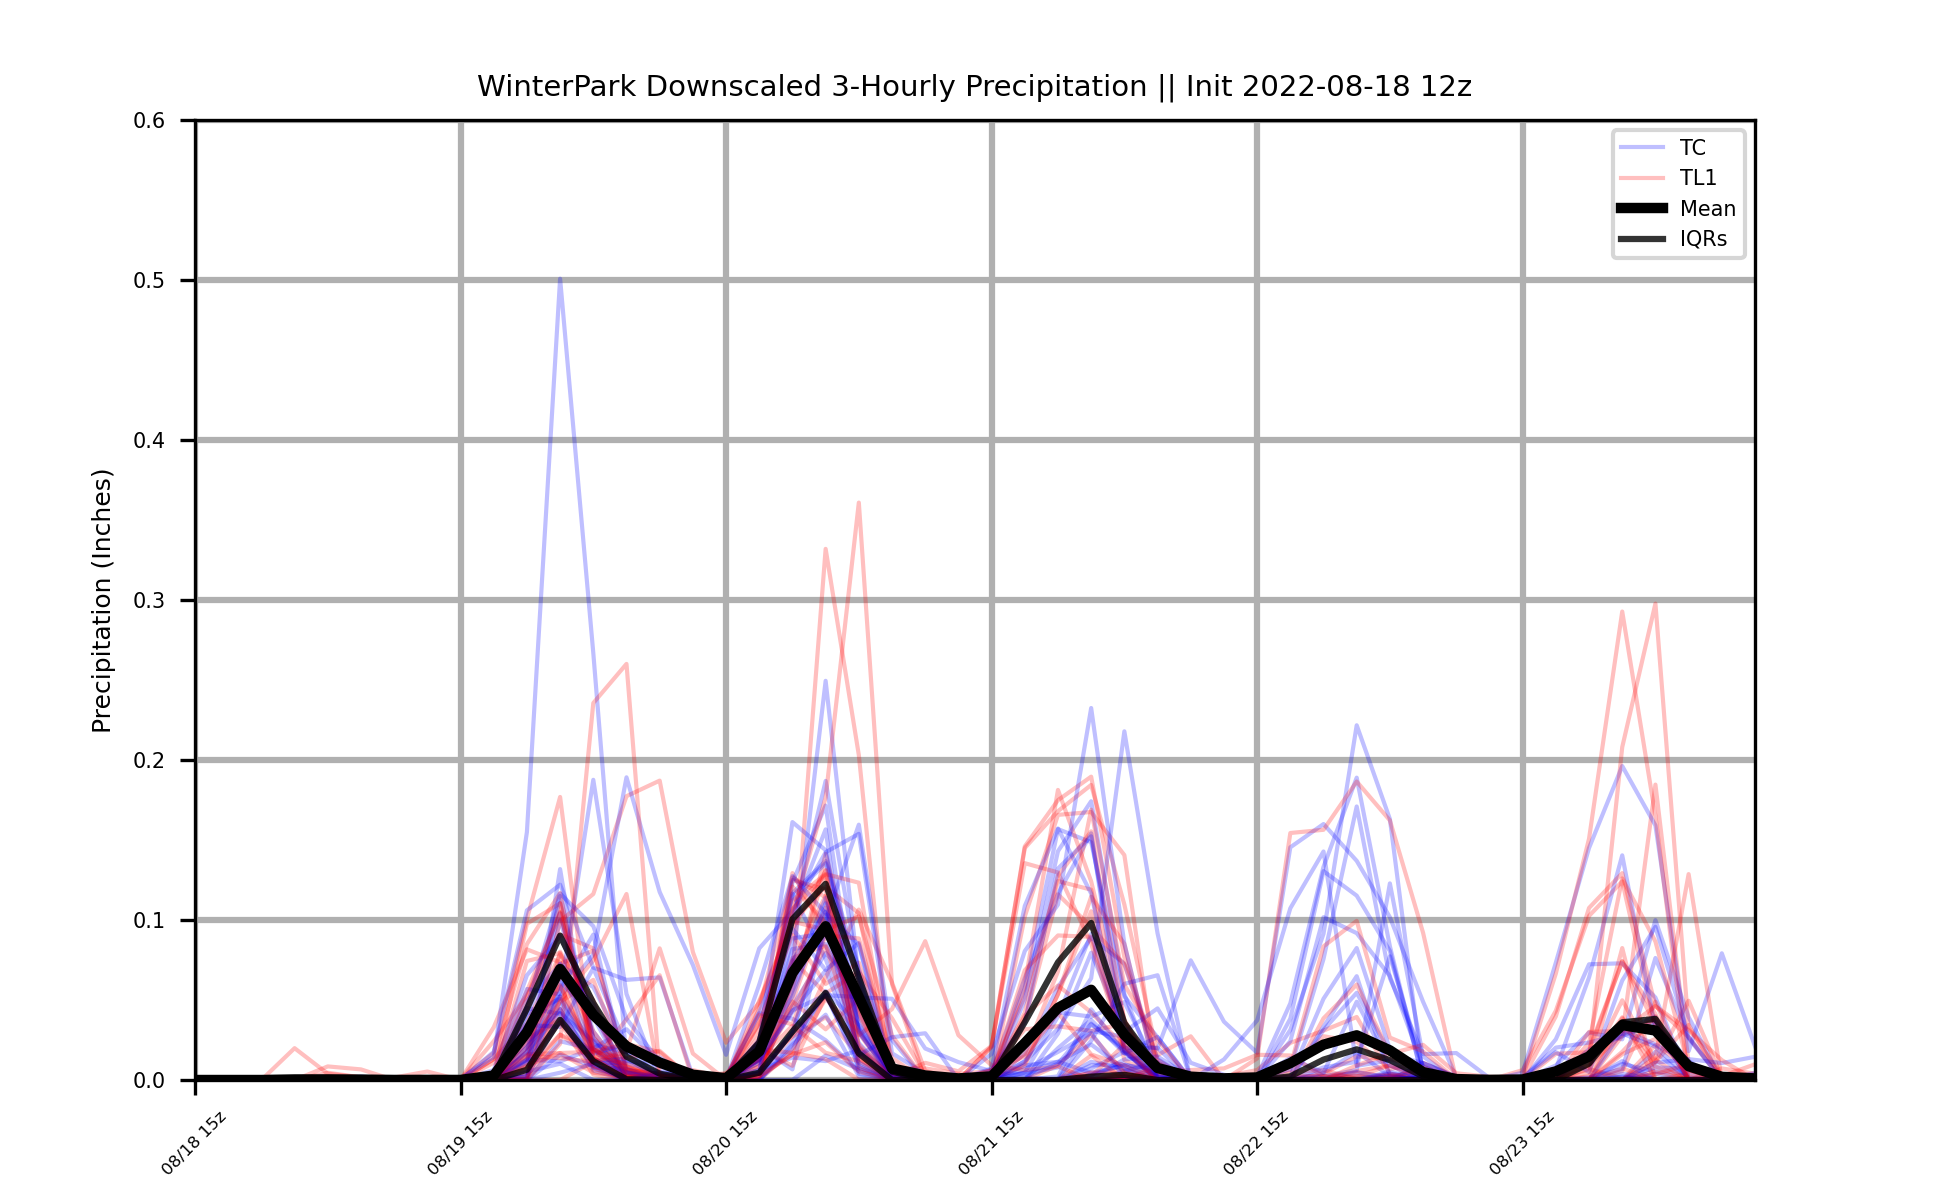 WinterPark Downscaled 3-Hourly Precipitation || Init 2022-08-18 12z
0.6
0.5
0.4
0.3
0.2
0.1
0.0
Precipitation (Inches)
TC
TL1
Mean
IQRs
08/18 15z
08/19 15z
08/20 15z
08/21 15z
08/22 15z
08/23 15z